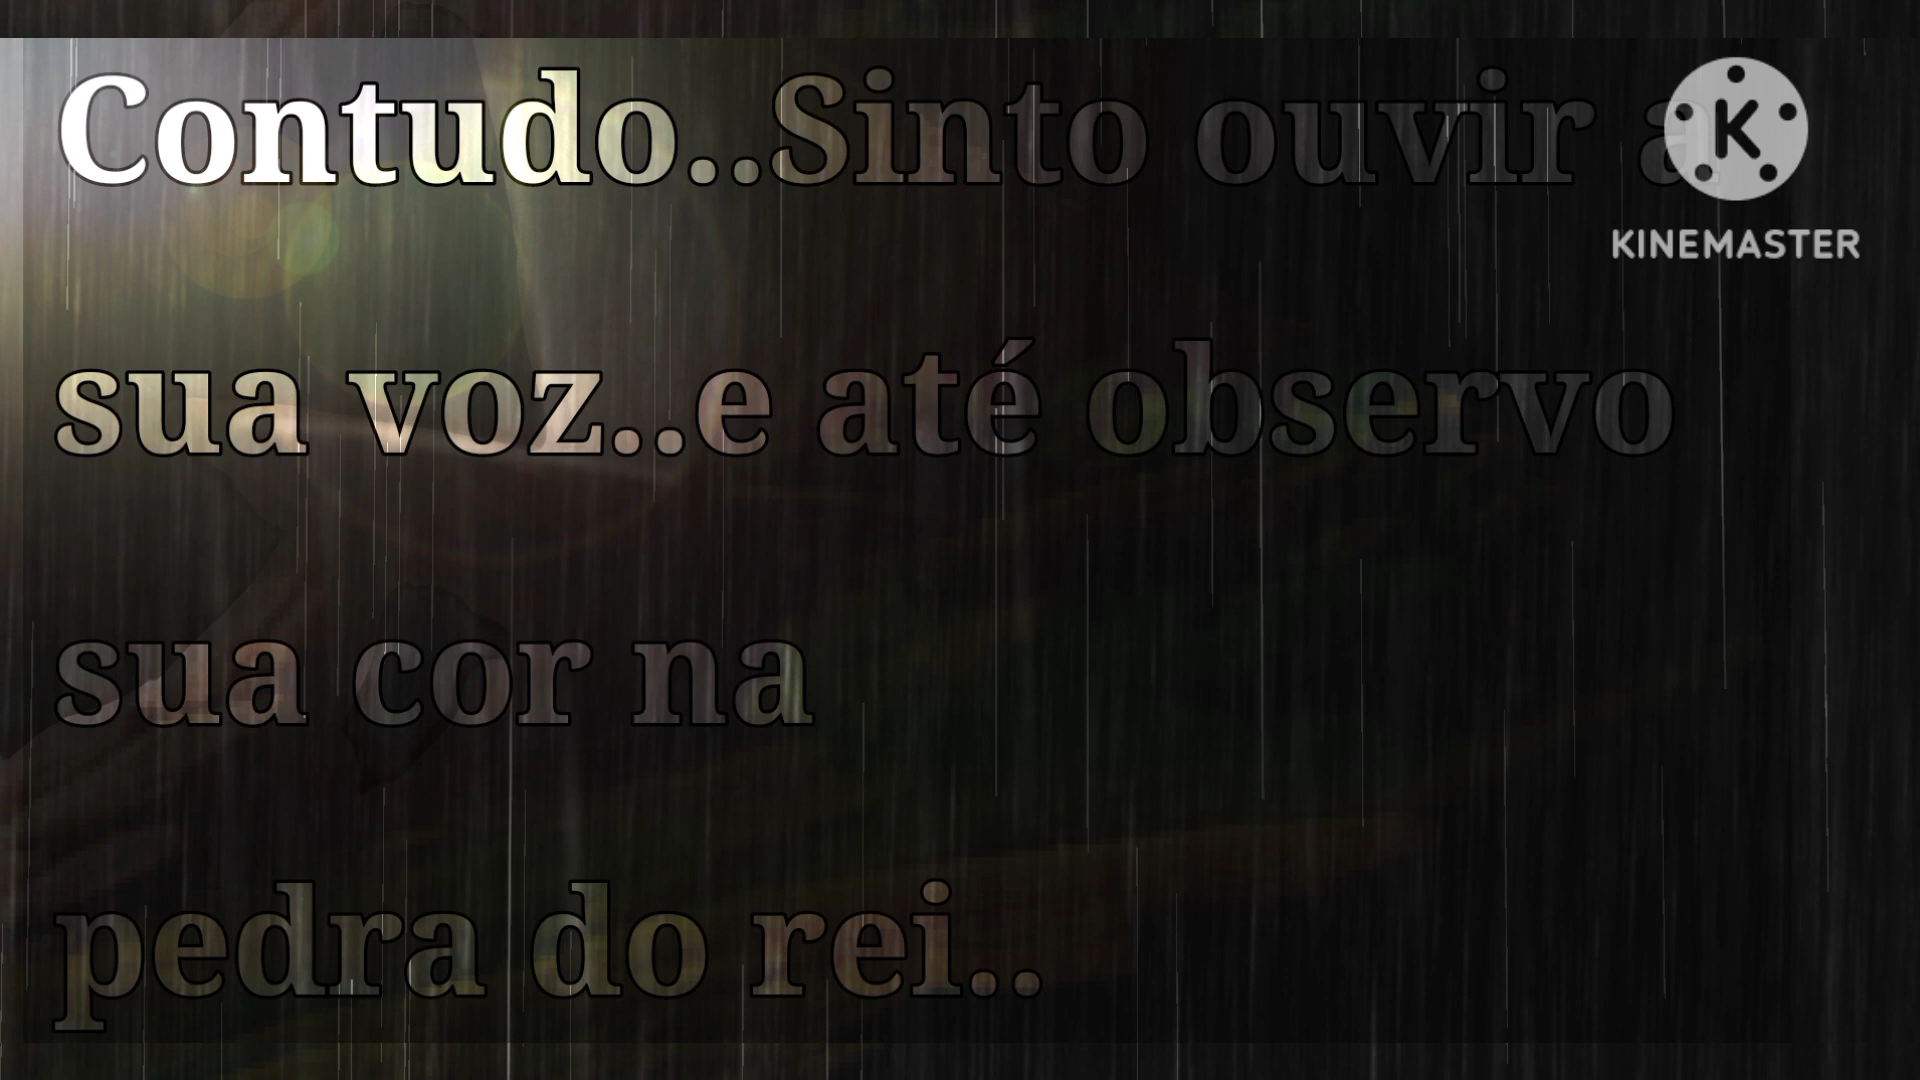 Contudo..Sinto ouvir a
K
KINEMASTER
sua voz..e até observo
sua cor na
pedra do rei..